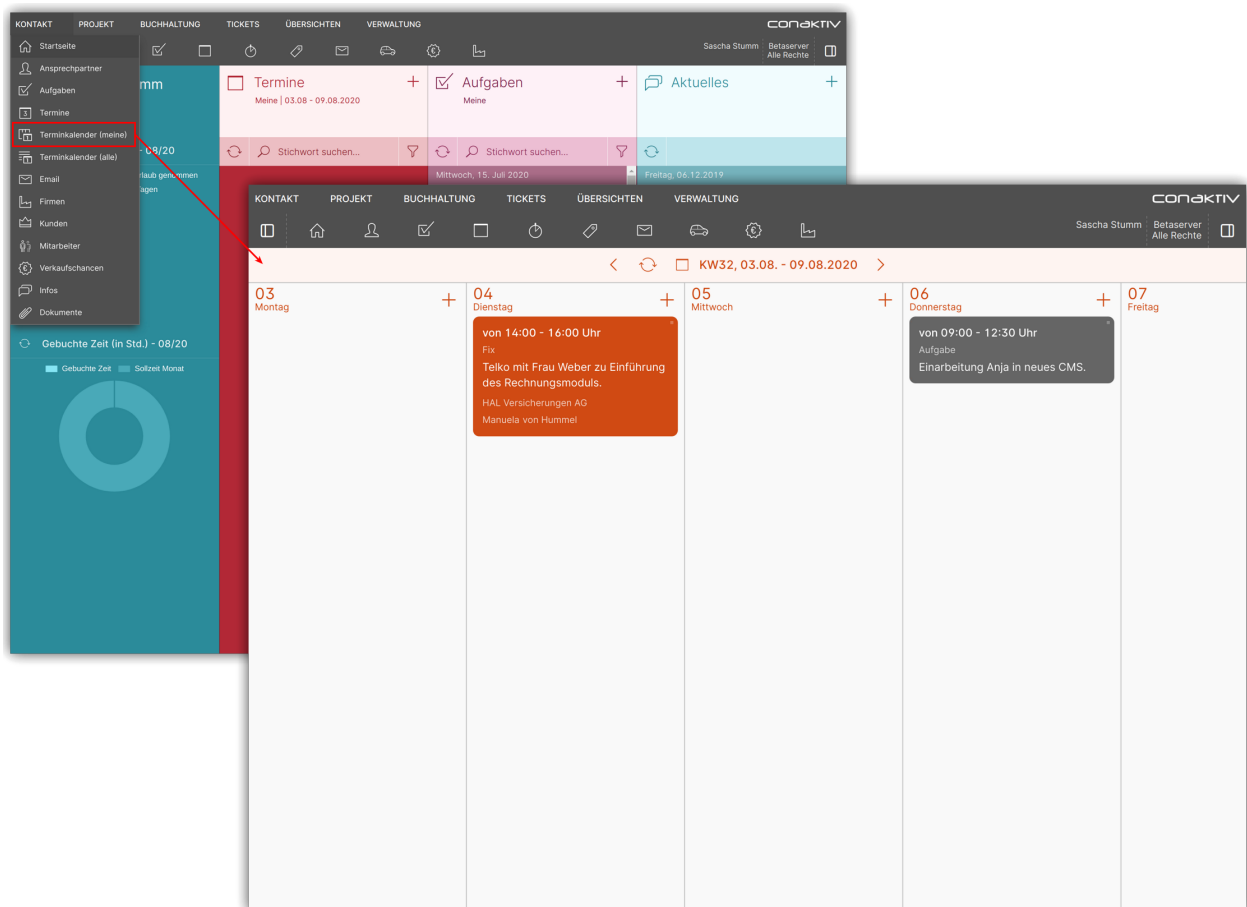 KONTAKT PROJEKT BUCHHALTUNG TICKETS ÜBERSICHTEN VERWALTUNG conaktiv
Startseite
Sascha Stumm Betaserver
Alle Rechte
Ansprechpartner
Aufgaben
3 Termine
Terminkalender (meine)
Terminkalender (alle)
Email
Firmen
Kunden
Mitarbeiter
Verkaufschancen
Infos
Dokumente
mm
- 08/20
rlaub genommen
agen
Gebuchte Zeit (in Std.) - 08/20
Gebuchte Zeit Sollzeit Monat
Termine
Meine | 03.08 - 09.08.2020
Stichwort suchen...
Aufgaben
Meine
Stichwort suchen...
Mittwoch, 15. Juli 2020
Aktuelles
Freitag, 06.12.2019
KONTAKT PROJEKT BUCHHALTUNG TICKETS ÜBERSICHTEN VERWALTUNG conaktiv
Sascha Stumm Betaserver
Alle Rechte
KW32, 03.08. - 09.08.2020
03
Montag
04
Dienstag
von 14:00 - 16:00 Uhr
Fix
Telko mit Frau Weber zu Einführung
des Rechnungsmoduls.
HAL Versicherungen AG
Manuela von Hummel
05
Mittwoch
06
Donnerstag
von 09:00 - 12:30 Uhr
Aufgabe
Einarbeitung Anja in neues CMS.
07
Freitag